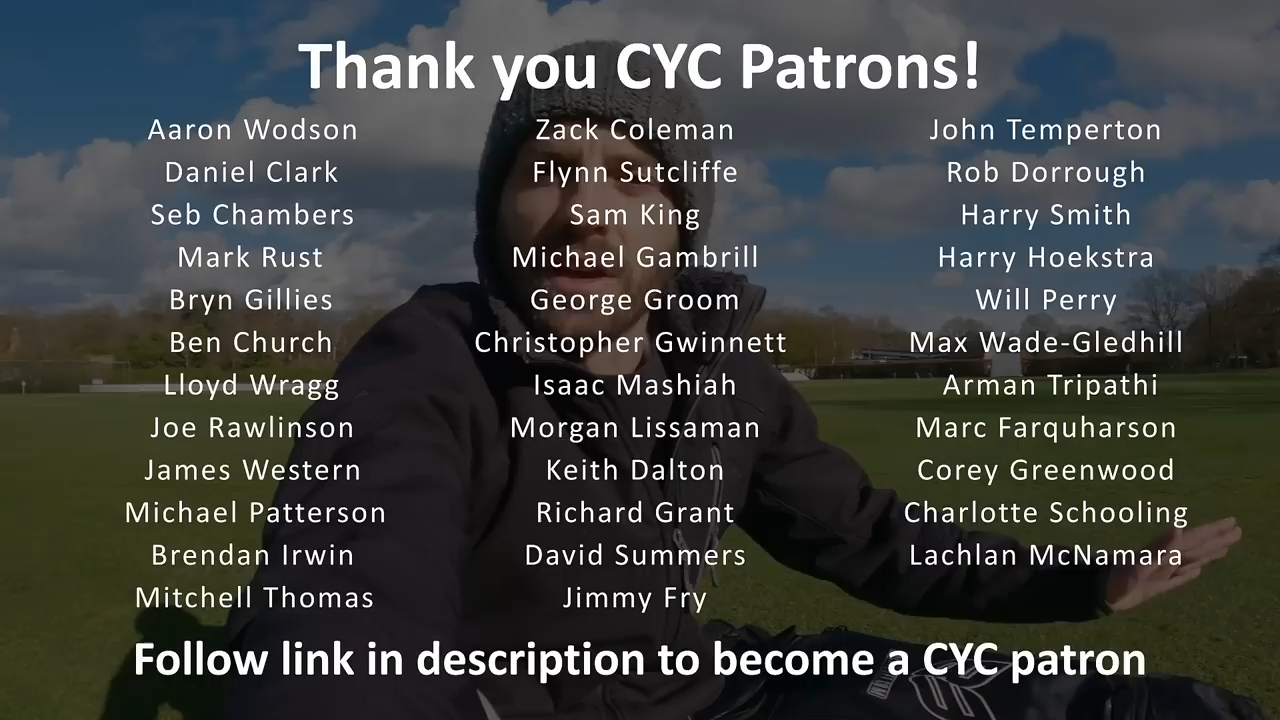 Thank you CYC Patrons!
Aaron Wodson
Daniel Clark
Seb Chambers
Mark Rust
Bryn Gillies
Ben Church
Lloyd Wragg
Joe Rawlinson
James Western
Michael Patterson
Brendan Irwin
Mitchell Thomas
Zack Coleman
Flynn Sutcliffe
Sam King
Michael Gambrill
George Groom
Christopher Gwinnett
Isaac Mashiah
Morgan Lissaman
Keith Dalton
Richard Grant
David Summers
Jimmy Fry
John Temperton
Rob Dorrough
Harry Smith
Harry Hoekstra
Will Perry
Max Wade-Gledhill
Arman Tripathi
Marc Farquharson
Corey Greenwood
Charlotte Schooling
Lachlan McNamara
Follow link in description to become a CYC patron